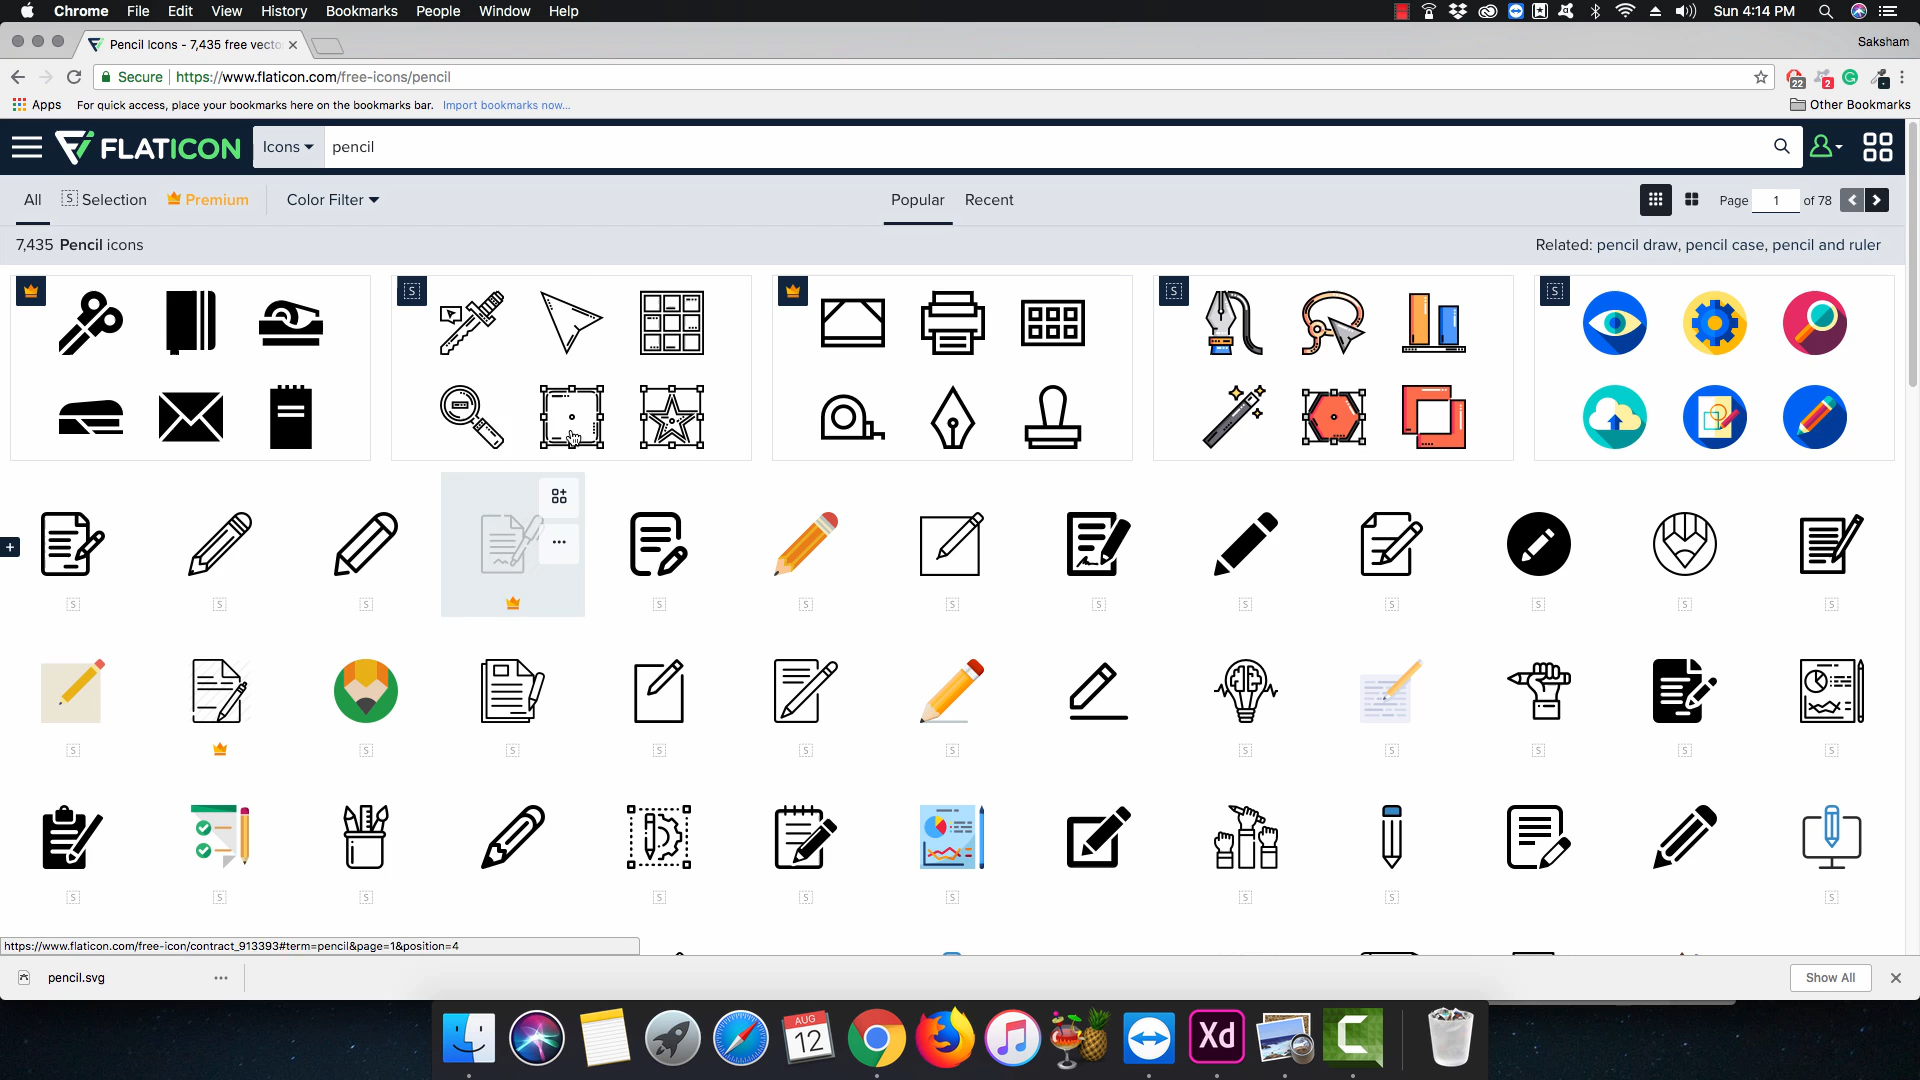 Chrome File Edit View History Bookmarks People Window Help
Sun 4:14 PM
Pencil Icons - 7,435 free vecto
Saksham
Secure https://www.flaticon.com/free-icons/pencil
22
2
Apps For quick access, place your bookmarks here on the bookmarks bar. Import bookmarks now... Other Bookmarks
FLATICON Icons pencil
All Selection Premium Color Filter Popular Recent Page 1 of 78
7,435 Pencil icons Related: pencil draw, pencil case, pencil and ruler
https://www.flaticon.com/free-icon/contract_913393#term=pencil&page=1&position=4
pencil.svg Show All
AUG
12
Xd